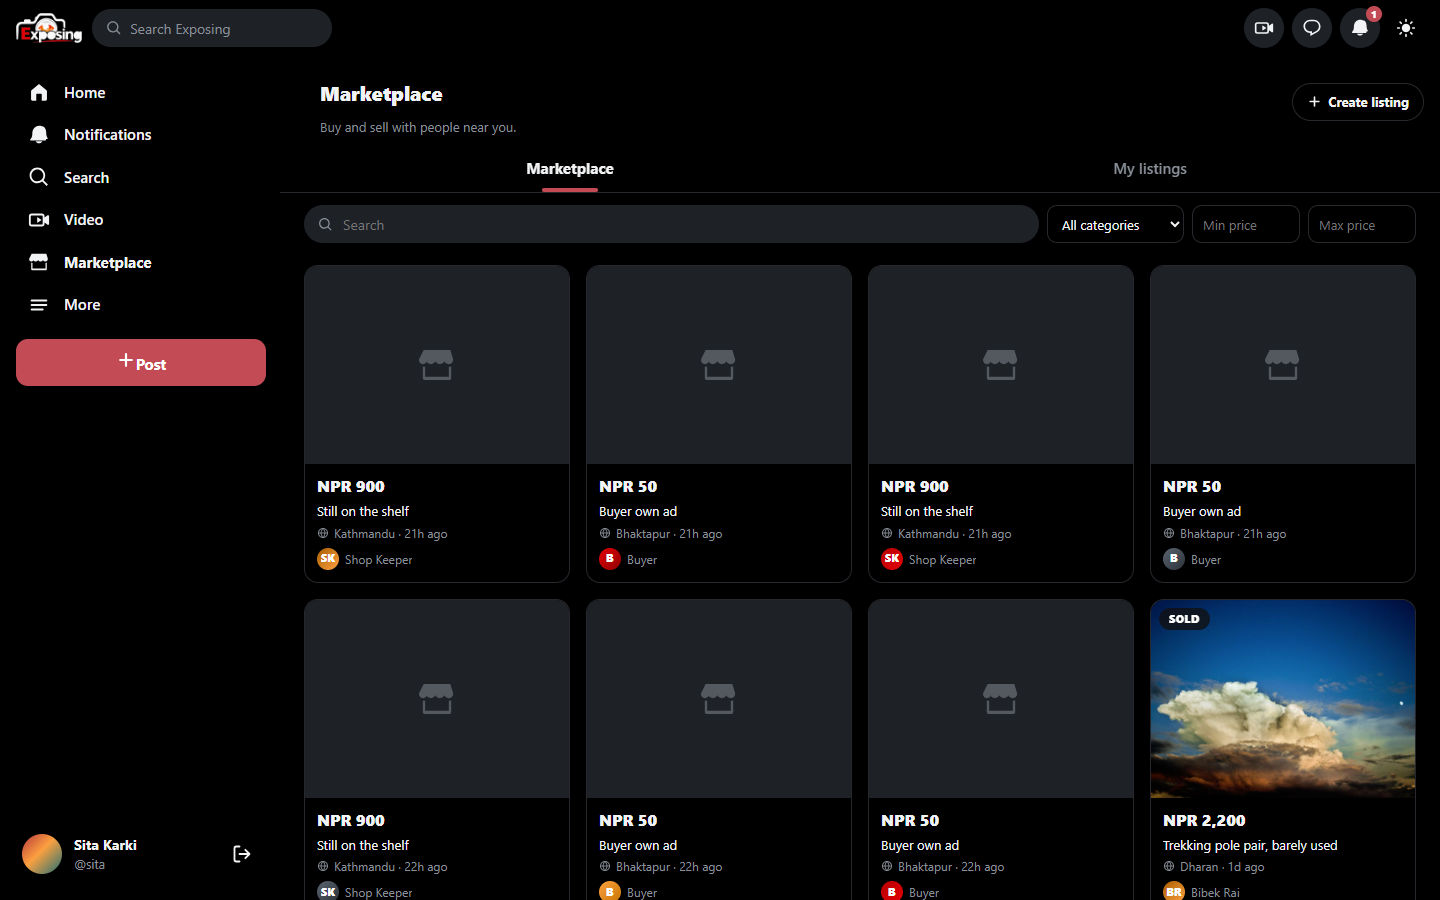 Exposing
Search Exposing
1
Home
Notifications
Search
Video
Marketplace
More
Post
Marketplace
Buy and sell with people near you.
Create listing
Marketplace
My listings
Search
All categories
Min price
Max price
NPR 900
Still on the shelf
Kathmandu · 21h ago
SK Shop Keeper
NPR 50
Buyer own ad
Bhaktapur · 21h ago
B Buyer
NPR 900
Still on the shelf
Kathmandu · 21h ago
SK Shop Keeper
NPR 50
Buyer own ad
Bhaktapur · 21h ago
B Buyer
NPR 900
Still on the shelf
Kathmandu · 22h ago
SK Shop Keeper
NPR 50
Buyer own ad
Bhaktapur · 22h ago
B Buyer
NPR 50
Buyer own ad
Bhaktapur · 22h ago
B Buyer
SOLD
NPR 2,200
Trekking pole pair, barely used
Dharan · 1d ago
BR Bibek Rai
Sita Karki
@sita